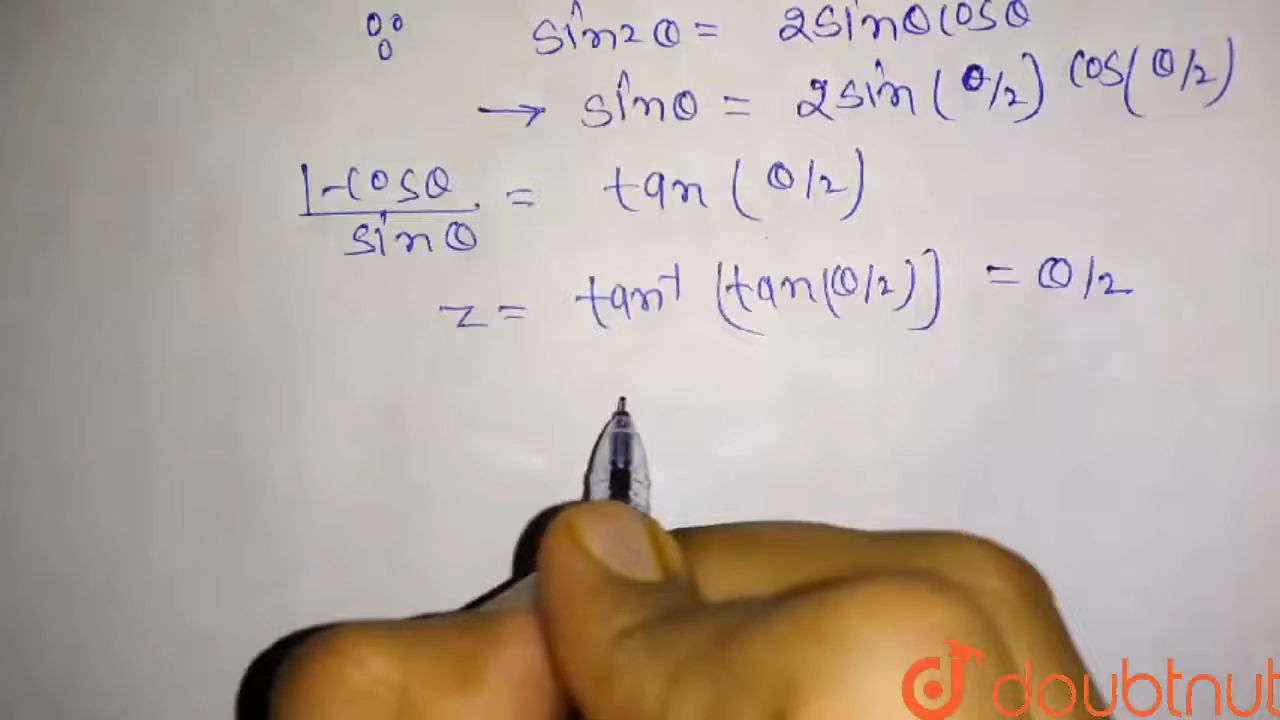 ∵ sin2θ = 2sinθcosθ
→ sinθ = 2sin(θ/2) cos(θ/2)
1-cosθ/sinθ = tan(θ/2)
z = tan⁻¹[tan(θ/2)] = θ/2
doubtnut